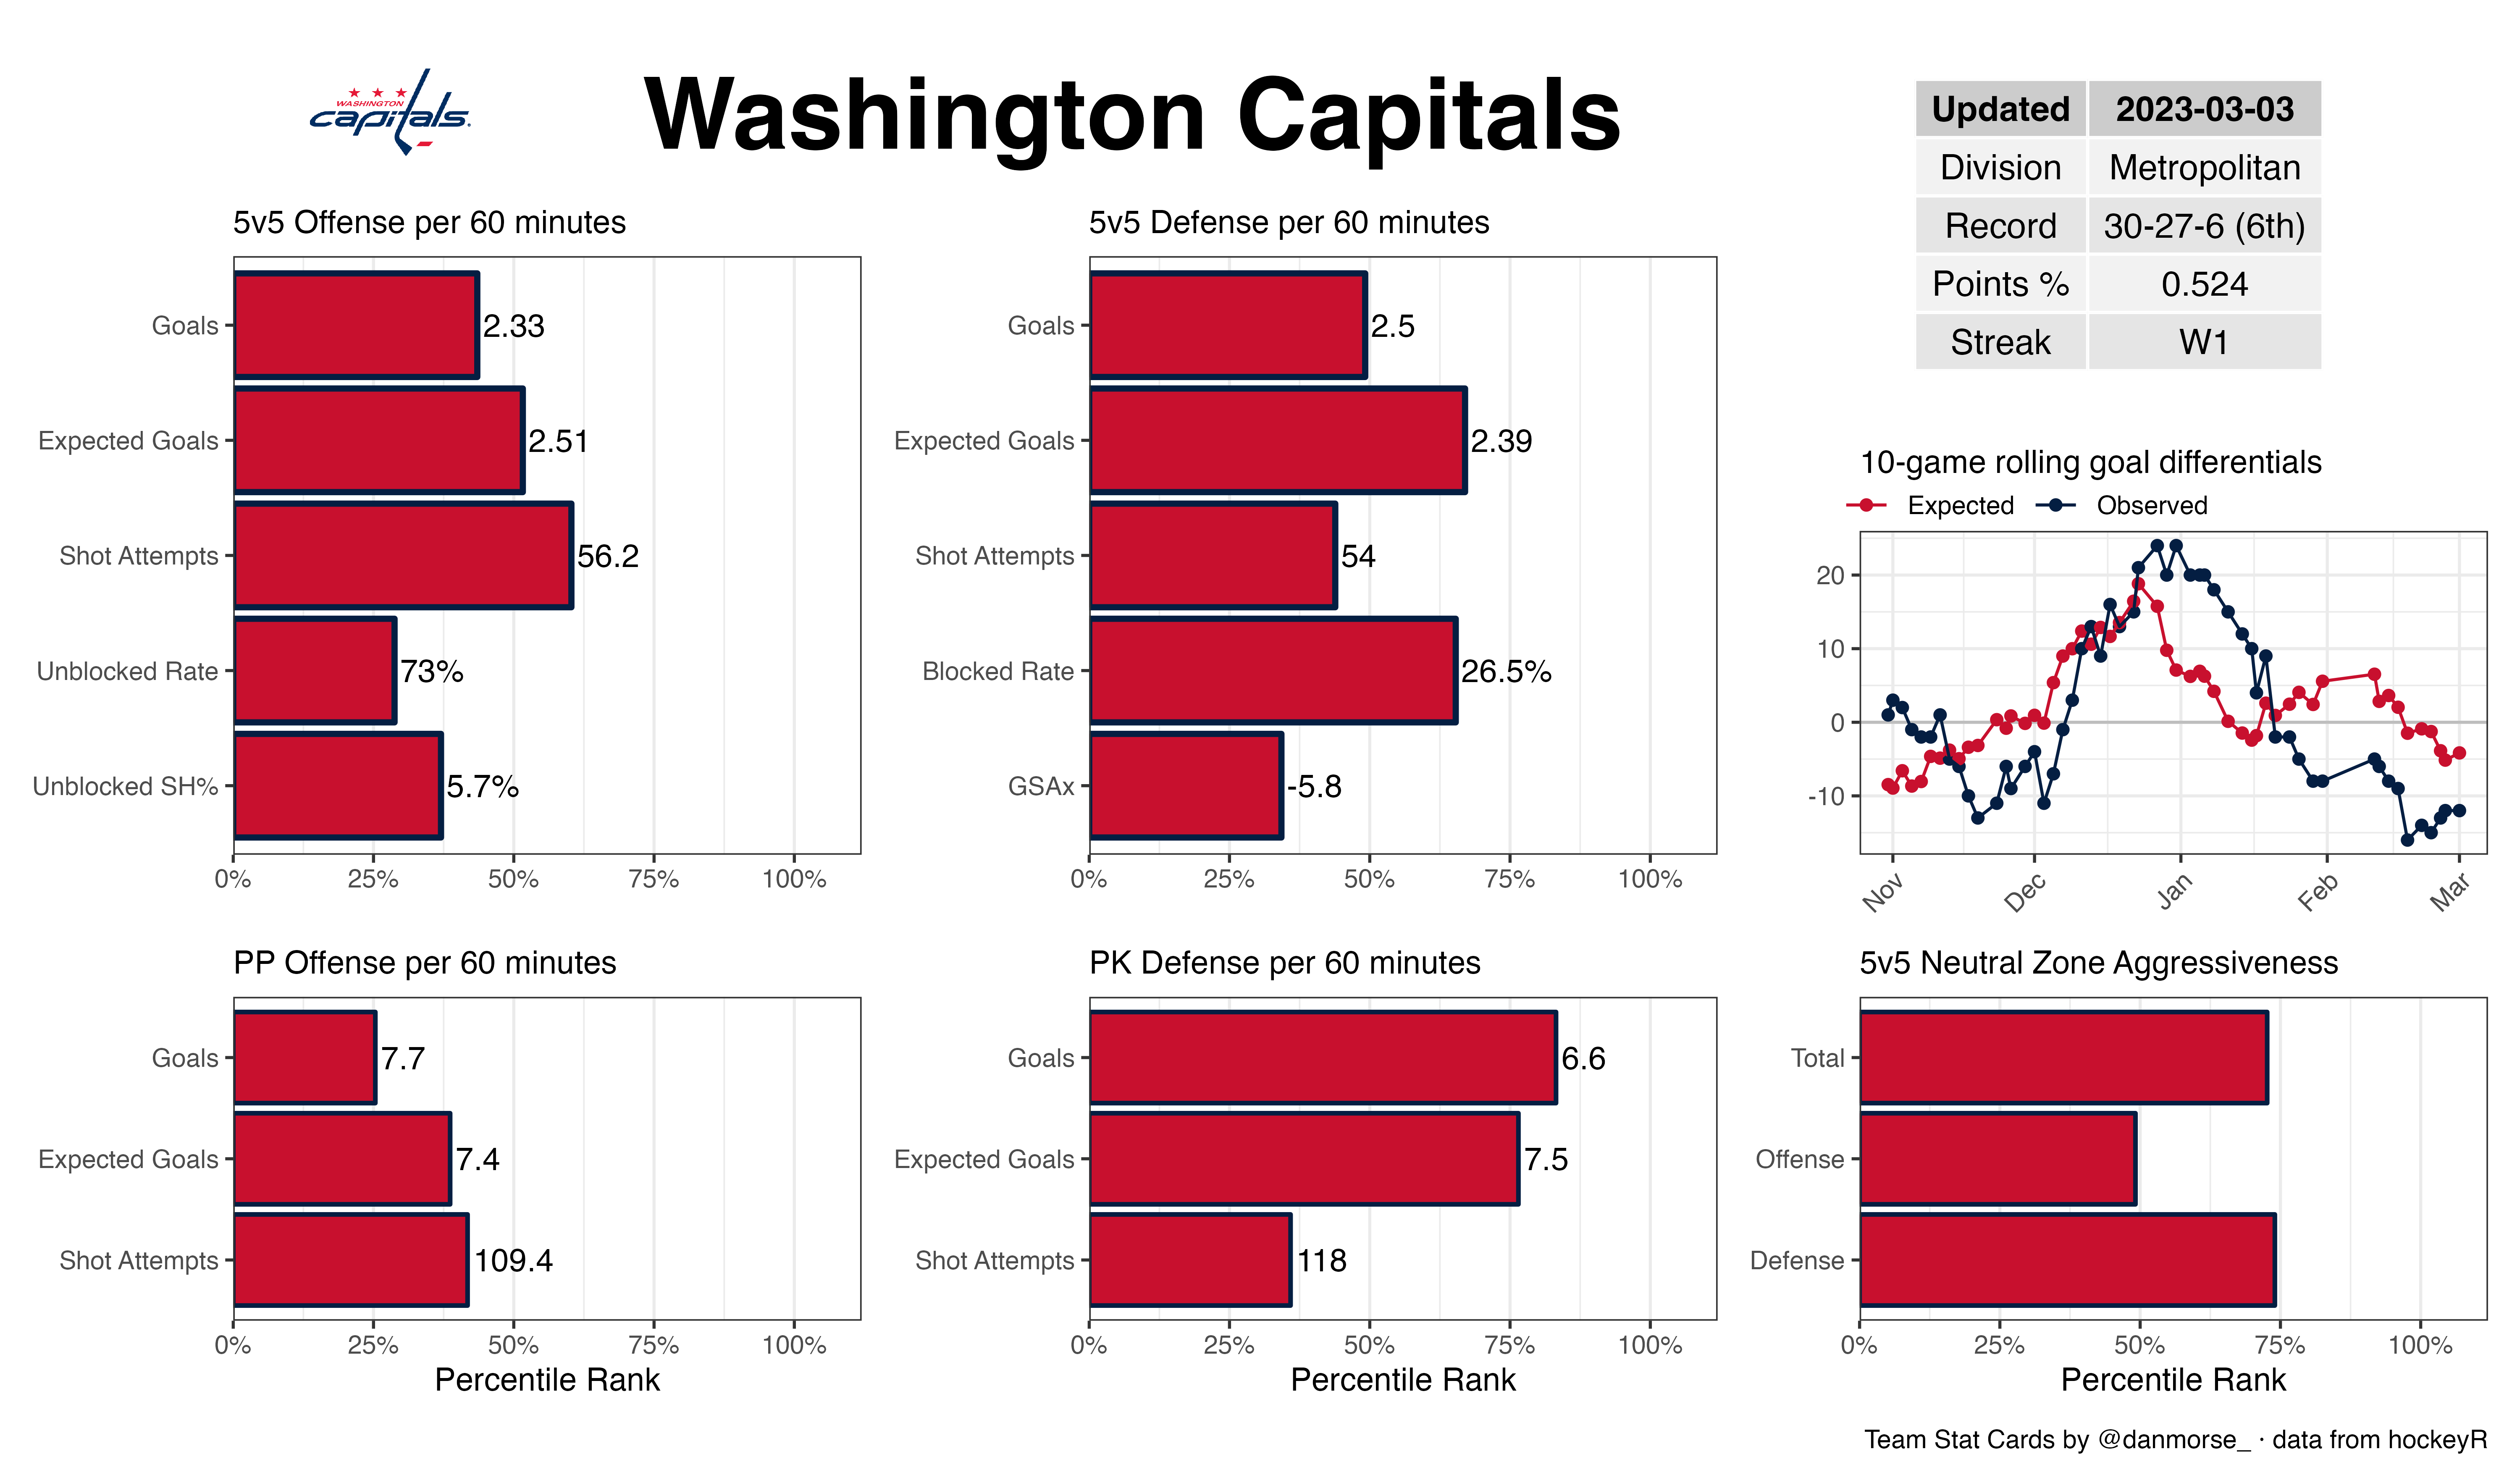 WASHINGTON
capitals.
Washington Capitals
Updated 2023-03-03
Division Metropolitan
Record 30-27-6 (6th)
Points % 0.524
Streak W1
5v5 Offense per 60 minutes
Goals 2.33
Expected Goals 2.51
Shot Attempts 56.2
Unblocked Rate 73%
Unblocked SH% 5.7%
0% 25% 50% 75% 100%
5v5 Defense per 60 minutes
Goals 2.5
Expected Goals 2.39
Shot Attempts 54
Blocked Rate 26.5%
GSAx -5.8
0% 25% 50% 75% 100%
10-game rolling goal differentials
Expected Observed
20
10
0
-10
Nov Dec Jan Feb Mar
PP Offense per 60 minutes
Goals 7.7
Expected Goals 7.4
Shot Attempts 109.4
0% 25% 50% 75% 100%
Percentile Rank
PK Defense per 60 minutes
Goals 6.6
Expected Goals 7.5
Shot Attempts 118
0% 25% 50% 75% 100%
Percentile Rank
5v5 Neutral Zone Aggressiveness
Total
Offense
Defense
0% 25% 50% 75% 100%
Percentile Rank
Team Stat Cards by @danmorse_ · data from hockeyR